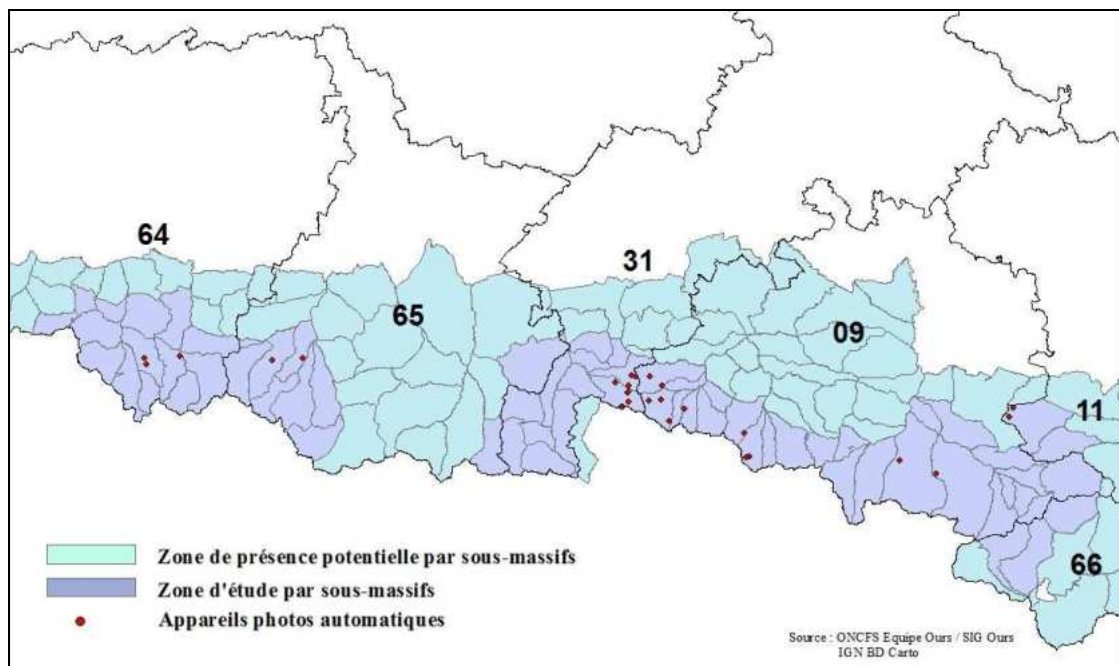 64
31
65
09
11
66
Zone de présence potentielle par sous-massifs
Zone d'étude par sous-massifs
Appareils photos automatiques
Source : ONCFS Equipe Ours / SIG Ours
IGN BD Carto